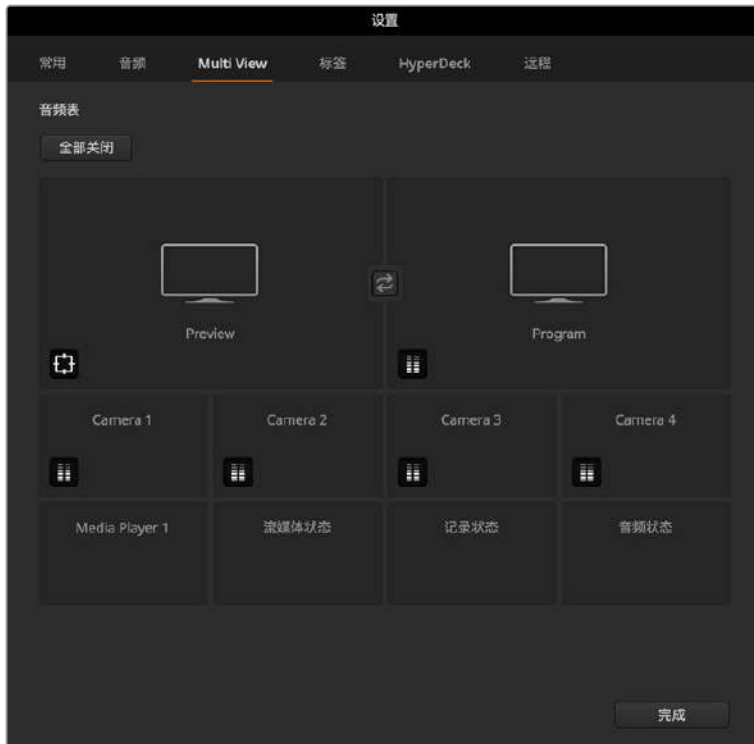 设置
常用 音频 Multi View 标签 HyperDeck 远程
音频表
全部关闭
Preview Program
Camera 1 Camera 2 Camera 3 Camera 4
Media Player 1 流媒体状态 记录状态 音频状态
完成